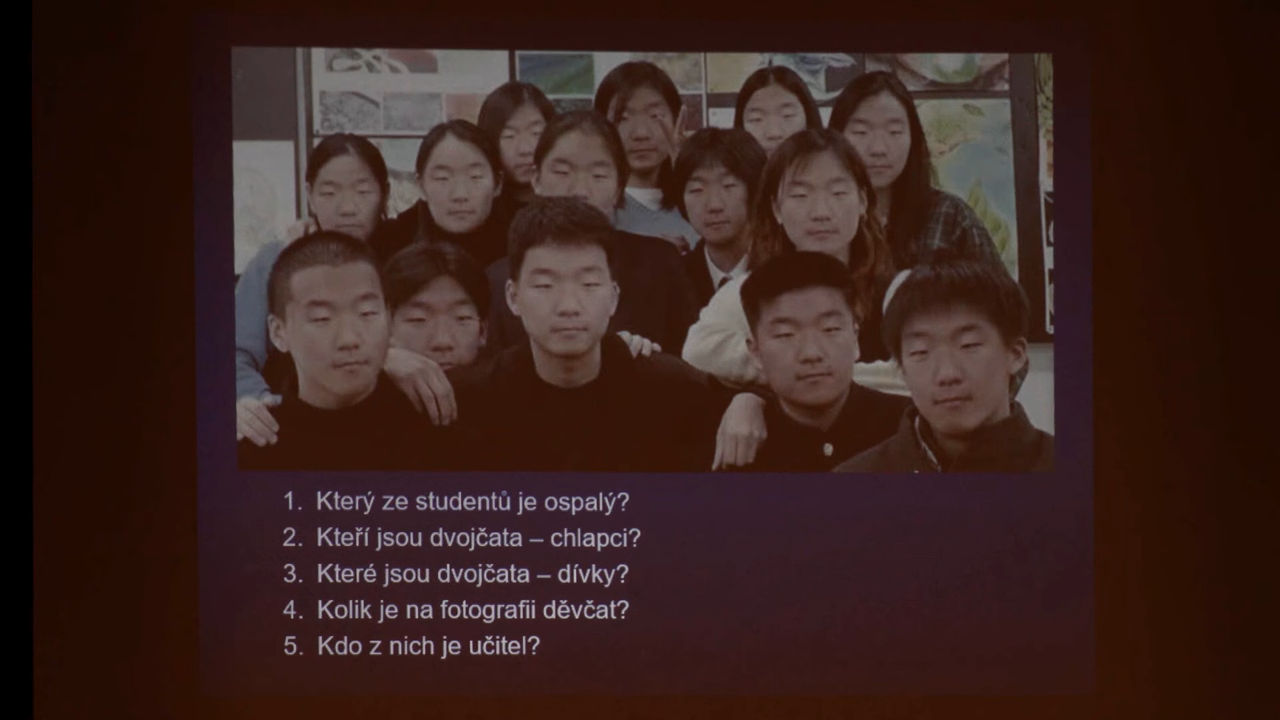 1. Který ze studentů je ospalý?
2. Kteří jsou dvojčata – chlapci?
3. Které jsou dvojčata – dívky?
4. Kolik je na fotografii děvčat?
5. Kdo z nich je učitel?